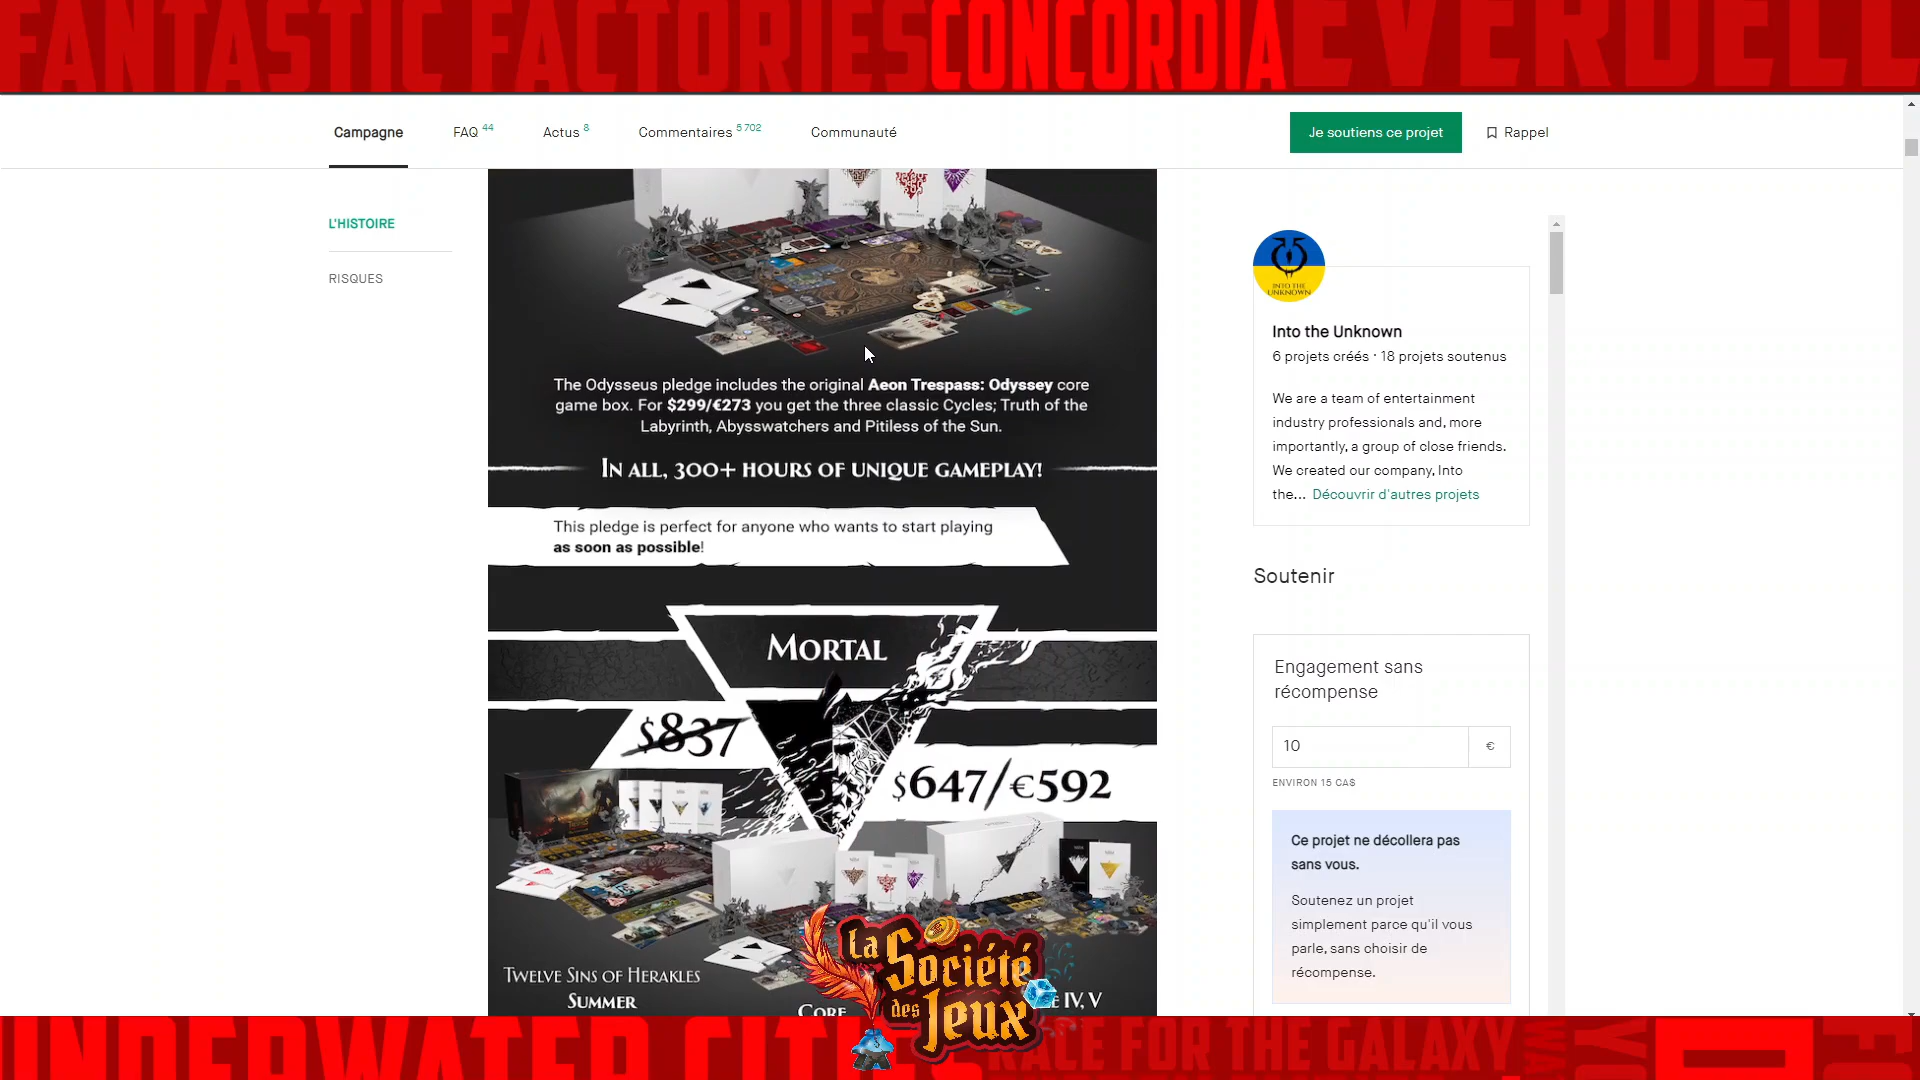 FANTASTIC FACTORIES CONCORDIA EVERDELL
Campagne
FAQ 44
Actus 8
Commentaires 5 702
Communauté
Je soutiens ce projet
Rappel
L'HISTOIRE
RISQUES
The Odysseus pledge includes the original Aeon Trespass: Odyssey core
game box. For $299/€273 you get the three classic Cycles; Truth of the
Labyrinth, Abysswatchers and Pitiless of the Sun.
In all, 300+ hours of unique gameplay!
This pledge is perfect for anyone who wants to start playing
as soon as possible!
Mortal
$837
$647/€592
Twelve Sins of Herakles
Summer
Core
IV, V
INTO THE
UNKNOWN
Into the Unknown
6 projets créés · 18 projets soutenus
We are a team of entertainment
industry professionals and, more
importantly, a group of close friends.
We created our company, Into
the... Découvrir d'autres projets
Soutenir
Engagement sans
récompense
10 €
ENVIRON 15 CA$
Ce projet ne décollera pas
sans vous.
Soutenez un projet
simplement parce qu'il vous
parle, sans choisir de
récompense.
La
Société
des
Jeux
UNDERWATER CITIES RACE FOR THE GALAXY